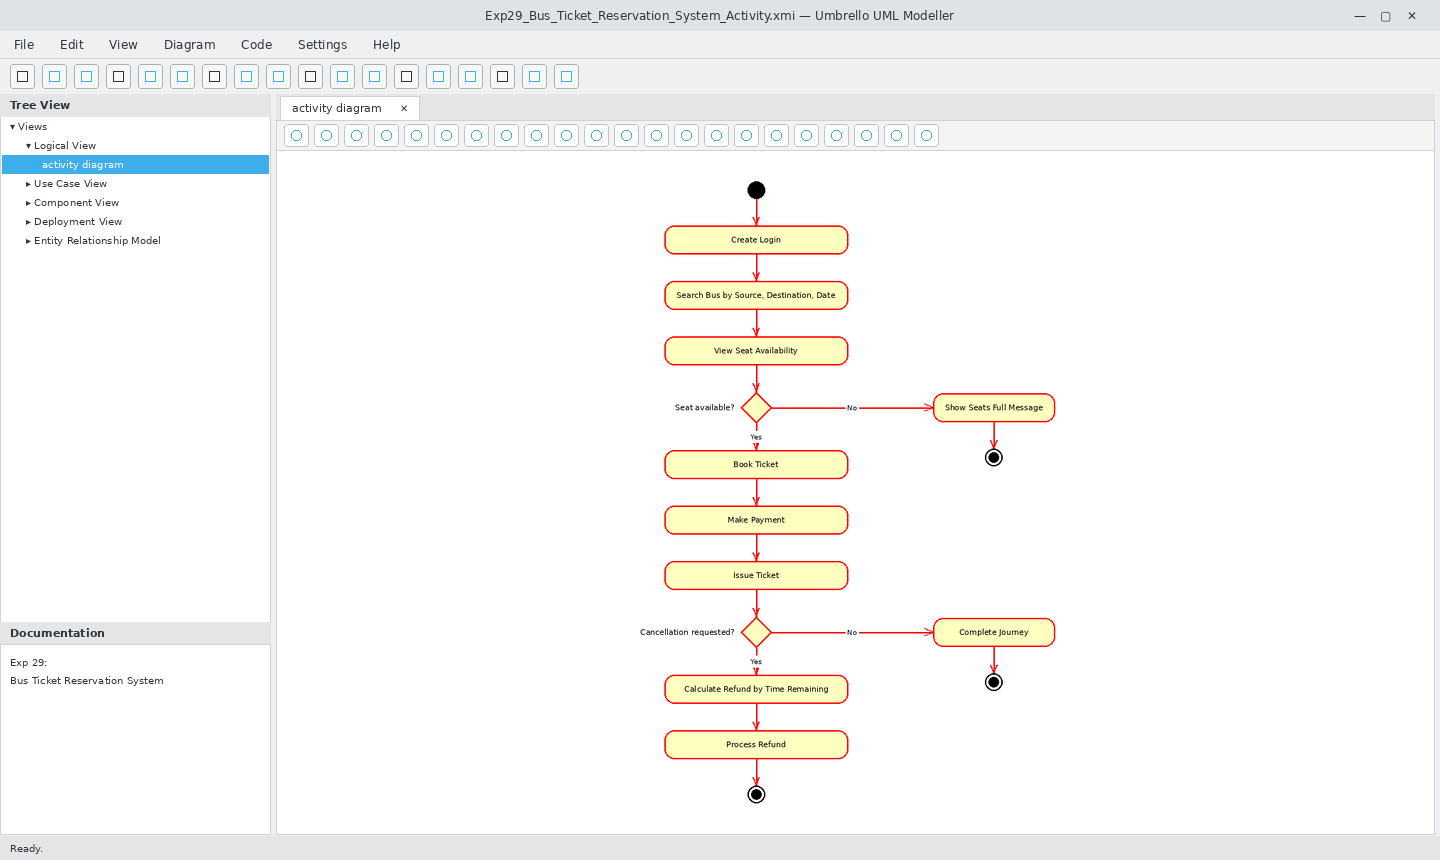 Exp29_Bus_Ticket_Reservation_System_Activity.xmi — Umbrello UML Modeller
File Edit View Diagram Code Settings Help
Tree View
activity diagram
Views
Logical View
activity diagram
Use Case View
Component View
Deployment View
Entity Relationship Model
Create Login
Search Bus by Source, Destination, Date
View Seat Availability
Seat available?
No
Show Seats Full Message
Yes
Book Ticket
Make Payment
Issue Ticket
Cancellation requested?
No
Complete Journey
Yes
Calculate Refund by Time Remaining
Process Refund
Documentation
Exp 29:
Bus Ticket Reservation System
Ready.